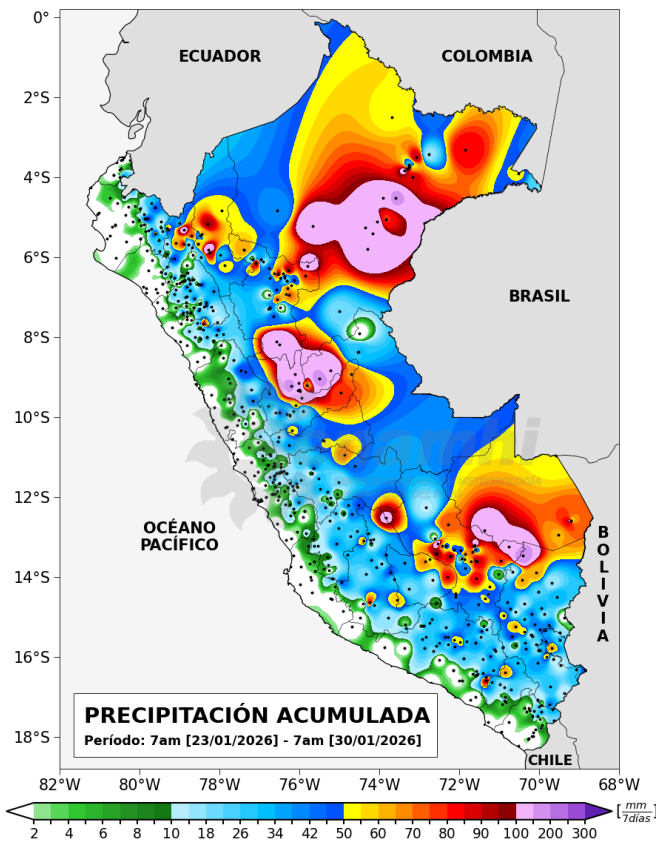 0°
ECUADOR
COLOMBIA
2°S
4°S
6°S
BRASIL
8°S
10°S
12°S
OCÉANO
PACÍFICO
BOLIVIA
14°S
16°S
PRECIPITACIÓN ACUMULADA
Período: 7am [23/01/2026] - 7am [30/01/2026]
18°S
CHILE
82°W 80°W 78°W 76°W 74°W 72°W 70°W 68°W
2 4 6 8 10 18 26 34 42 50 60 70 80 90 100 200 300 [mm/7días]